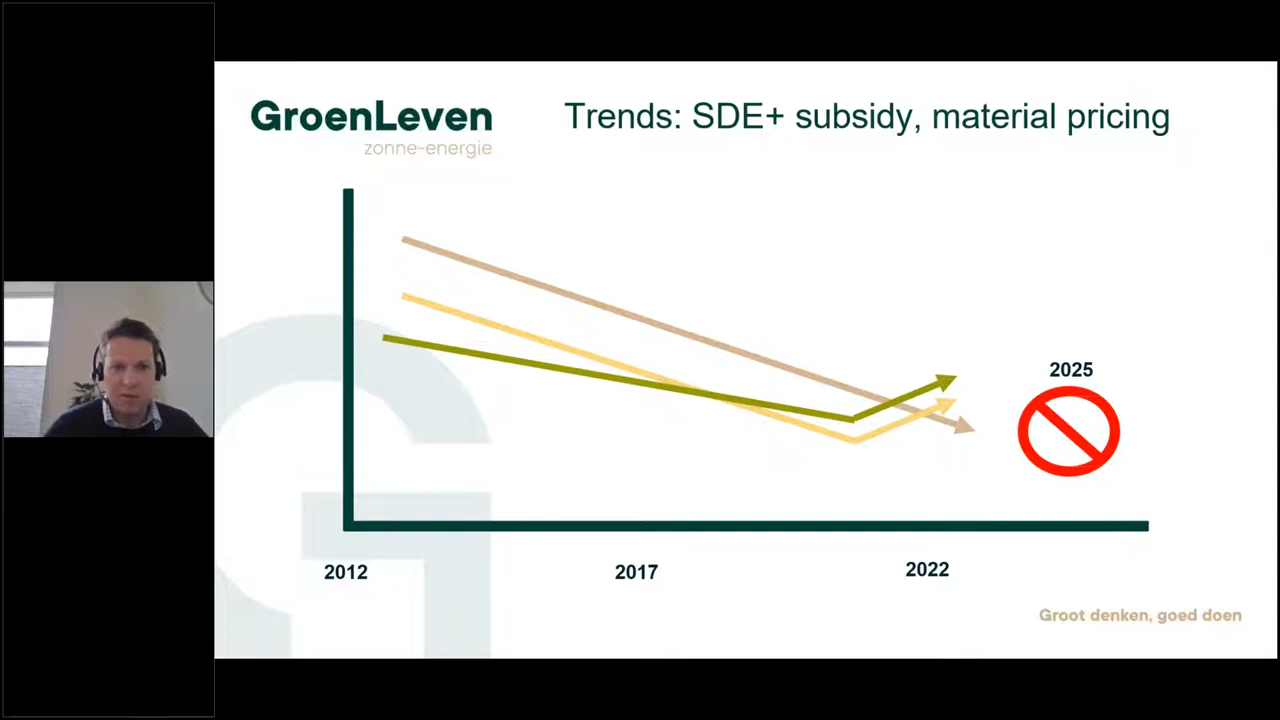 GroenLeven
zonne-energie
Trends: SDE+ subsidy, material pricing
2025
2012
2017
2022
Groot denken, goed doen